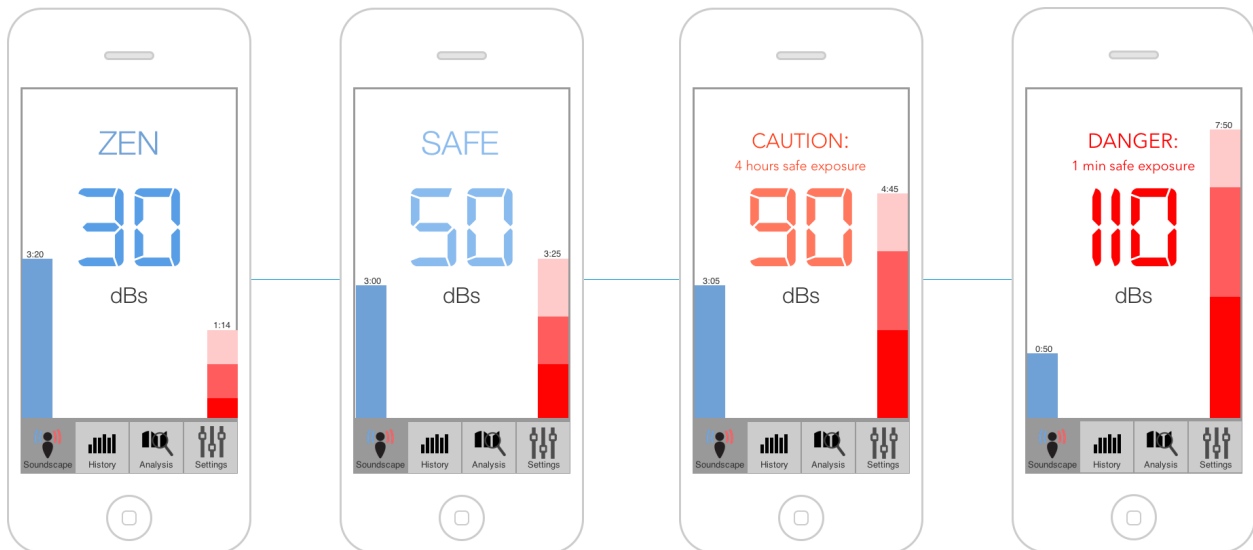 ZEN
30
dBs
3:20
1:14
Soundscape
History
Analysis
Settings
SAFE
50
dBs
3:00
3:25
Soundscape
History
Analysis
Settings
CAUTION:
4 hours safe exposure
90
dBs
3:05
4:45
Soundscape
History
Analysis
Settings
DANGER:
1 min safe exposure
110
dBs
0:50
7:50
Soundscape
History
Analysis
Settings